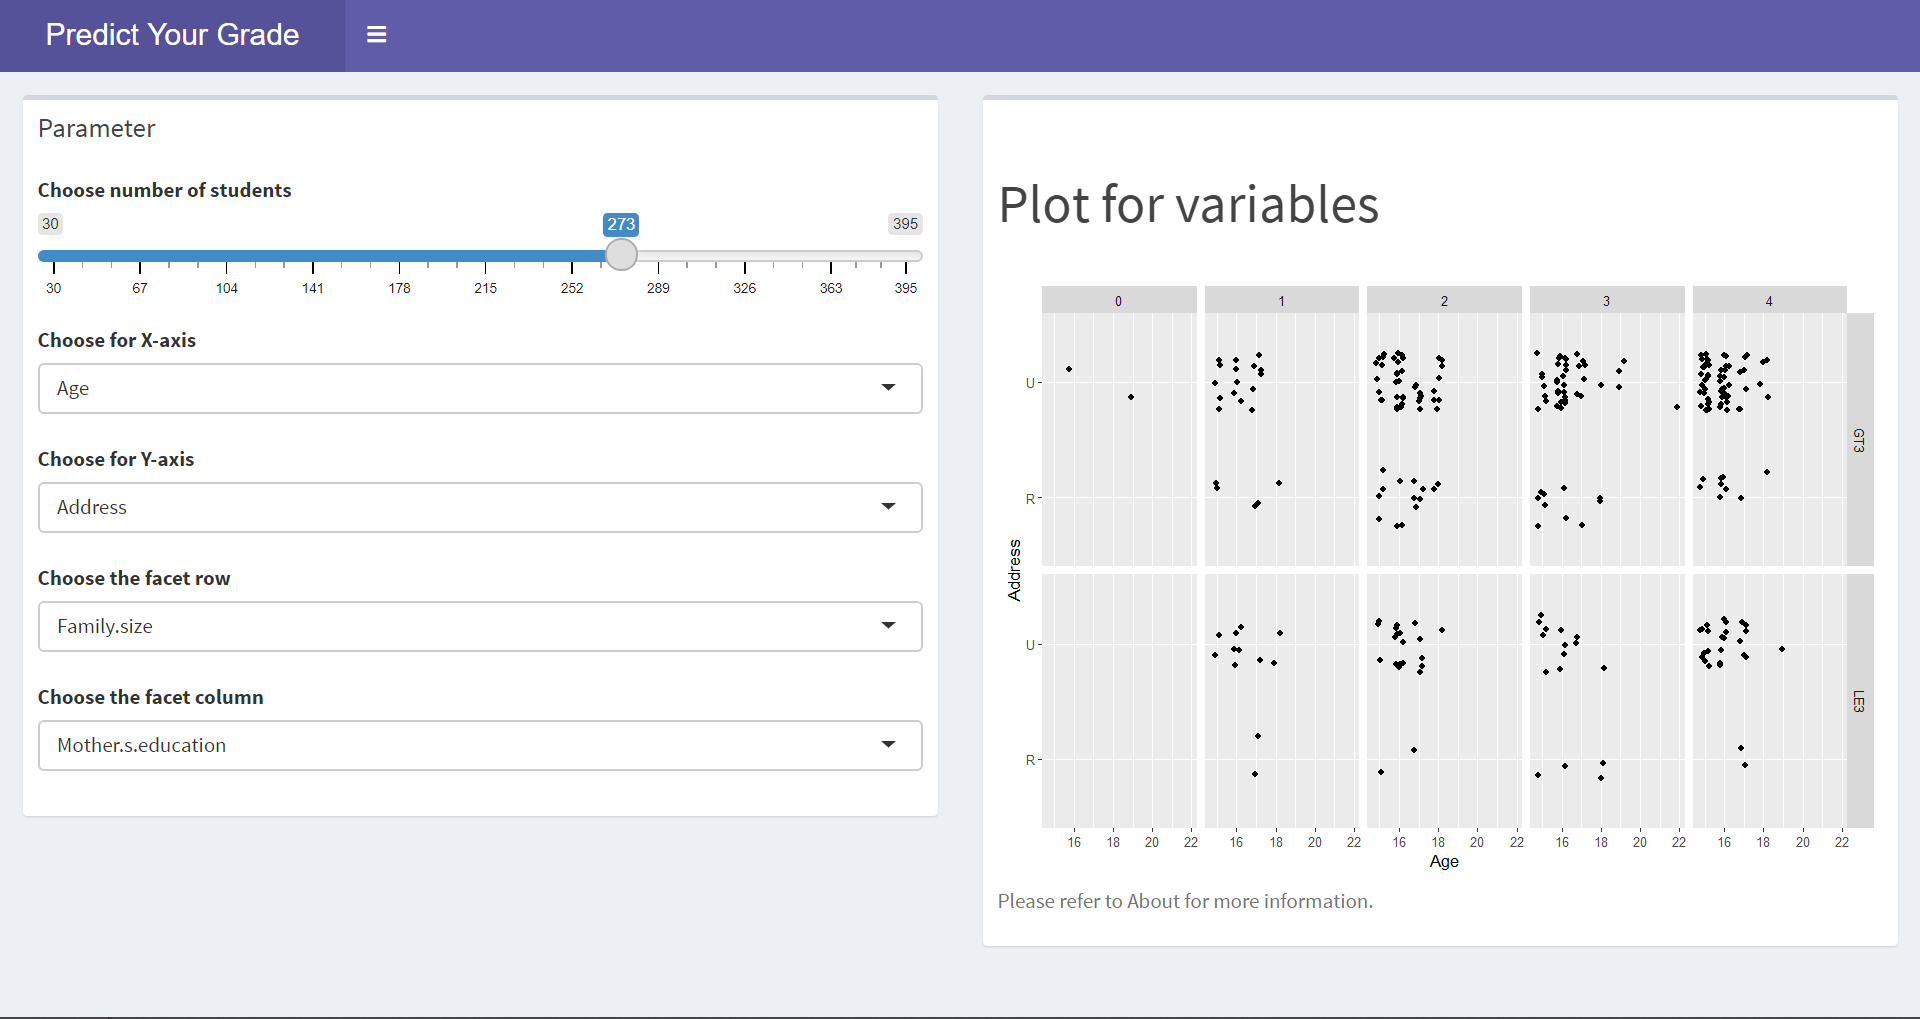 Predict Your Grade
Parameter
Choose number of students
30 273 395
30 67 104 141 178 215 252 289 326 363 395
Choose for X-axis
Age
Choose for Y-axis
Address
Choose the facet row
Family.size
Choose the facet column
Mother.s.education
Plot for variables
0 1 2 3 4
U
R
GT3
Address
U
R
LE3
16 18 20 22 16 18 20 22 16 18 20 22 16 18 20 22 16 18 20 22
Age
Please refer to About for more information.